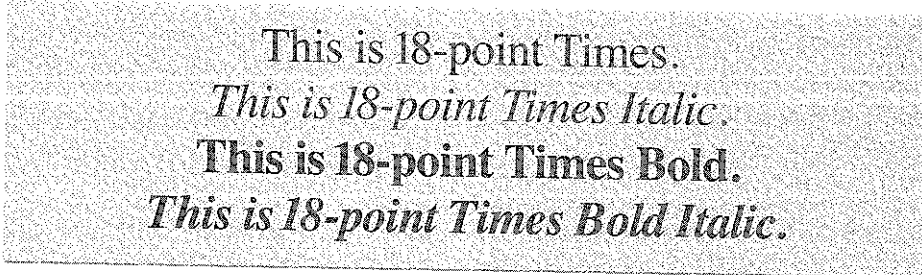 This is 18-point Times.
This is 18-point Times Italic.
This is 18-point Times Bold.
This is 18-point Times Bold Italic.